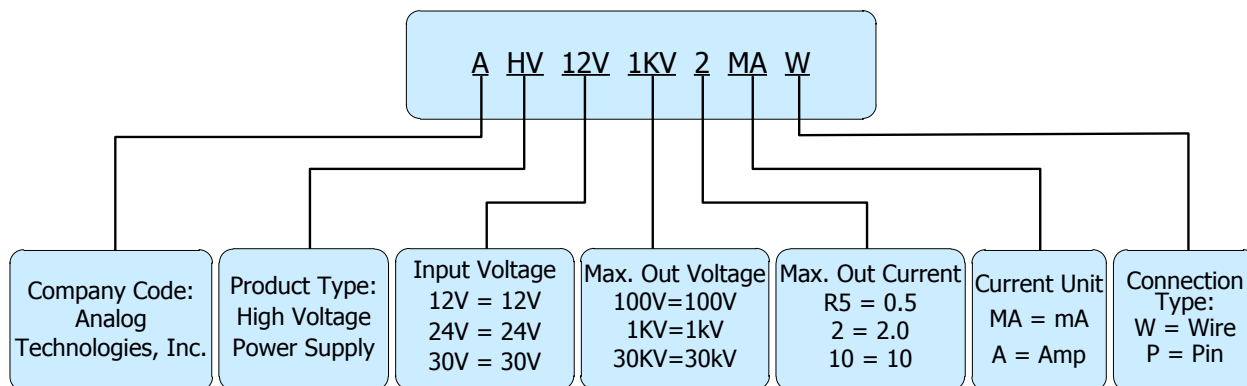 A HV 12V 1KV 2 MA W
Company Code:
Analog
Technologies, Inc.
Product Type:
High Voltage
Power Supply
Input Voltage
12V = 12V
24V = 24V
30V = 30V
Max. Out Voltage
100V=100V
1KV=1kV
30KV=30kV
Max. Out Current
R5 = 0.5
2 = 2.0
10 = 10
Current Unit
MA = mA
A = Amp
Connection
Type:
W = Wire
P = Pin